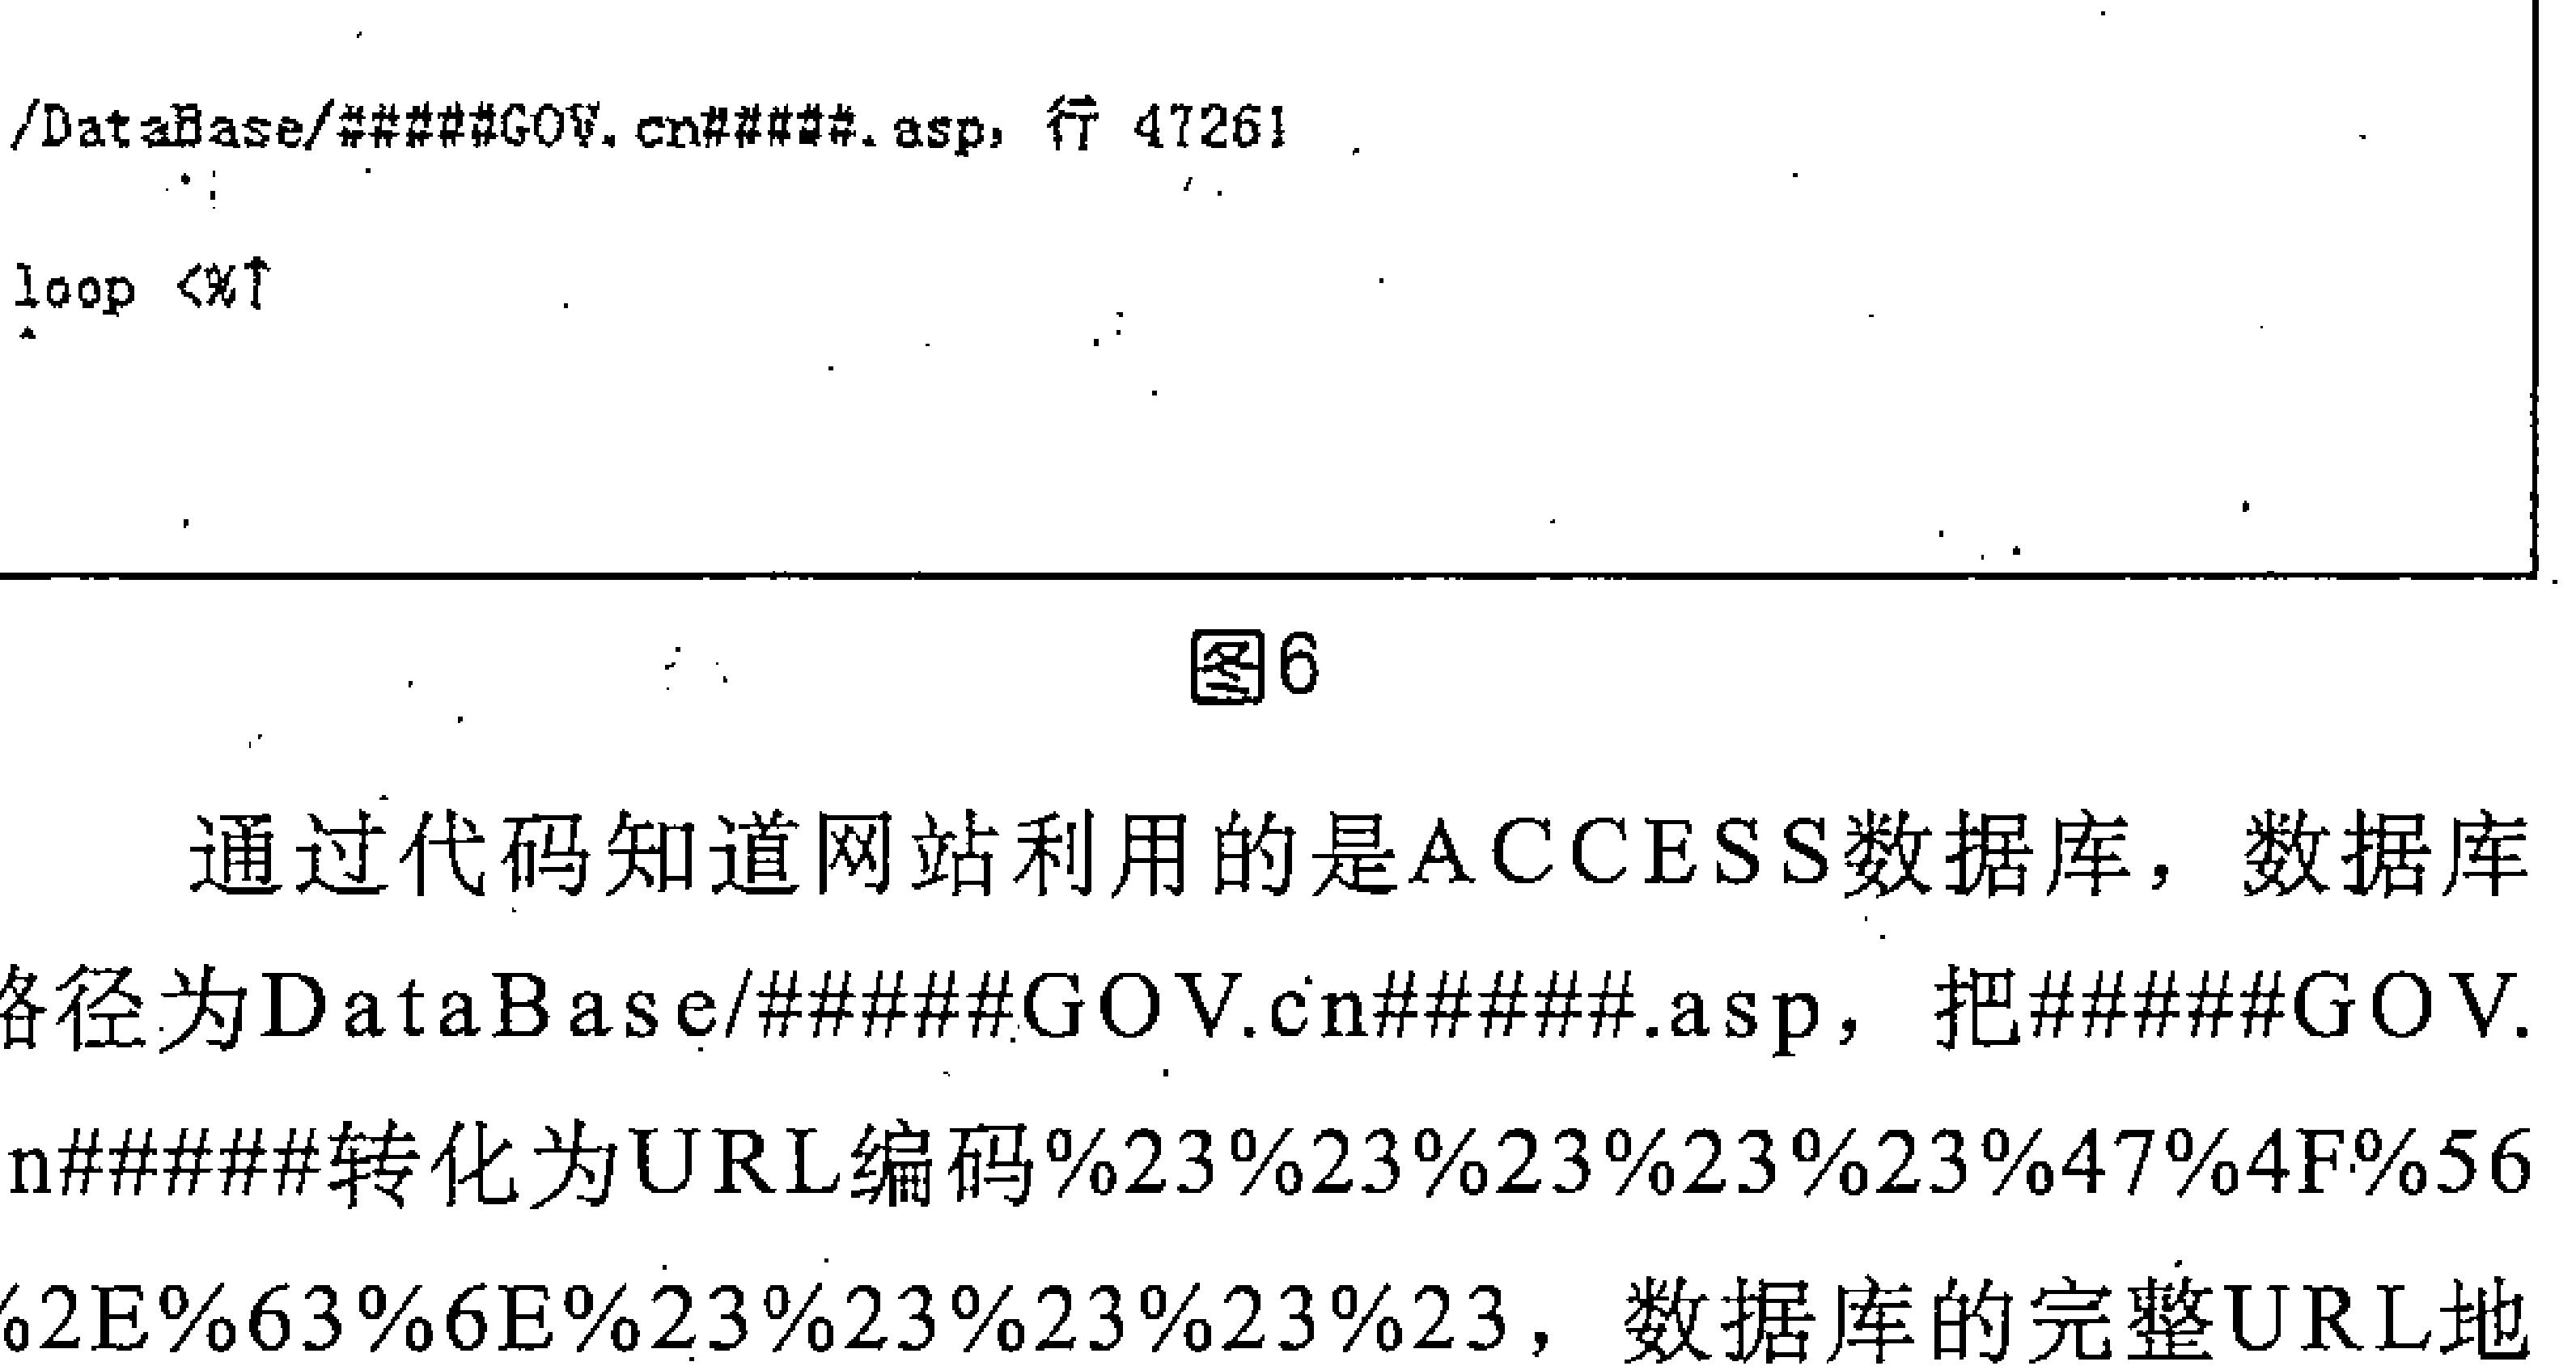 /DataBase/#####GOV.cn#####.asp，行 47261
loop <%↑
图6
通过代码知道网站利用的是ACCESS数据库，数据库
路径为DataBase/#####GOV.cn#####.asp，把#####GOV.
n#####转化为URL编码%23%23%23%23%23%47%4F%56
%2E%63%6E%23%23%23%23%23，数据库的完整URL地